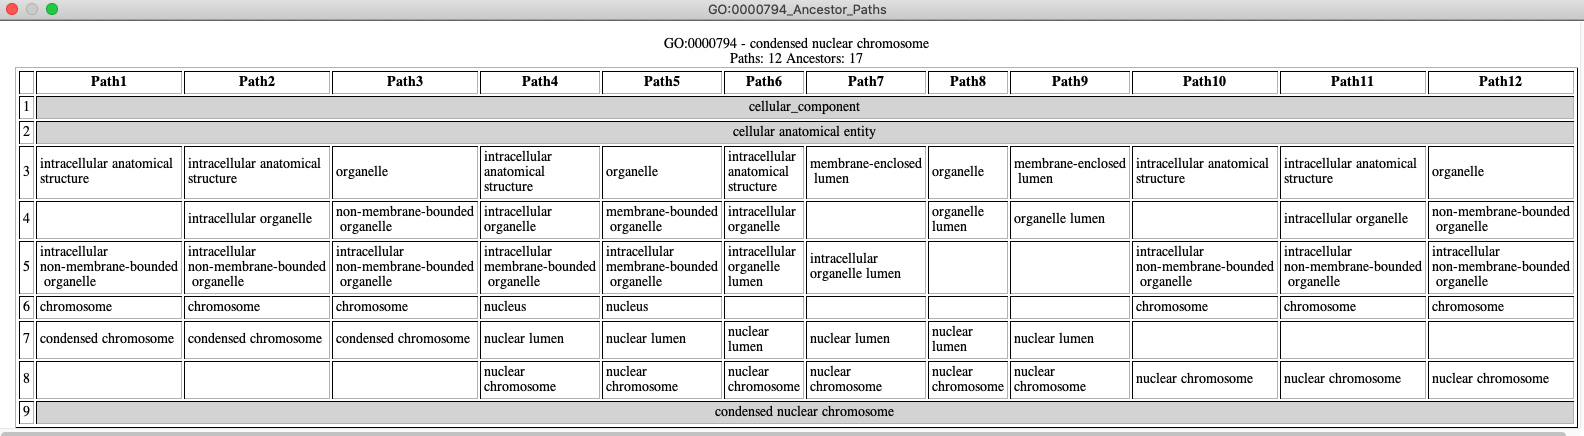 GO:0000794_Ancestor_Paths
GO:0000794 - condensed nuclear chromosome
Paths: 12 Ancestors: 17
Path1 Path2 Path3 Path4 Path5 Path6 Path7 Path8 Path9 Path10 Path11 Path12
1 cellular_component
2 cellular anatomical entity
3 intracellular anatomical structure intracellular anatomical structure organelle intracellular anatomical structure organelle intracellular anatomical structure membrane-enclosed lumen organelle membrane-enclosed lumen intracellular anatomical structure intracellular anatomical structure organelle
4 intracellular organelle non-membrane-bounded organelle intracellular organelle membrane-bounded organelle intracellular organelle organelle lumen organelle lumen intracellular organelle non-membrane-bounded organelle
5 intracellular non-membrane-bounded organelle intracellular non-membrane-bounded organelle intracellular non-membrane-bounded organelle intracellular membrane-bounded organelle intracellular membrane-bounded organelle intracellular organelle lumen intracellular organelle lumen intracellular non-membrane-bounded organelle intracellular non-membrane-bounded organelle intracellular non-membrane-bounded organelle
6 chromosome chromosome chromosome nucleus nucleus chromosome chromosome chromosome
7 condensed chromosome condensed chromosome condensed chromosome nuclear lumen nuclear lumen nuclear lumen nuclear lumen nuclear lumen nuclear lumen
8 nuclear chromosome nuclear chromosome nuclear chromosome nuclear chromosome nuclear chromosome nuclear chromosome nuclear chromosome nuclear chromosome nuclear chromosome
9 condensed nuclear chromosome